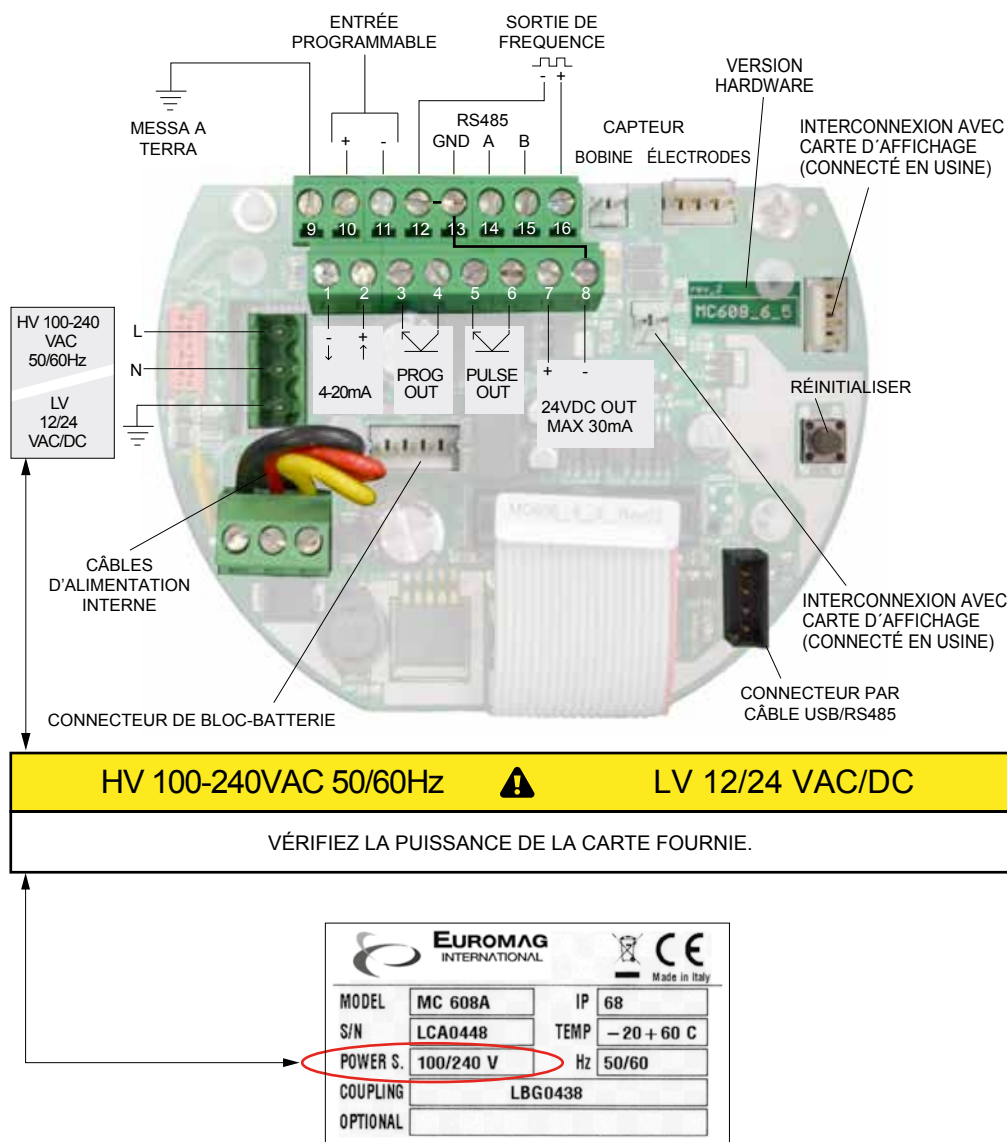 ENTRÉE
PROGRAMMABLE
SORTIE DE
FREQUENCE
- +
VERSION
HARDWARE
MESSA A
TERRA
+ -
RS485
GND A B
CAPTEUR
BOBINE ÉLECTRODES
INTERCONNEXION AVEC
CARTE D´AFFICHAGE
(CONNECTÉ EN USINE)
9 10 11 12 13 14 15 16
1 2 3 4 5 6 7 8
rev_2
MC608_6_5
HV 100-240
VAC
50/60Hz
LV
12/24
VAC/DC
L
N
- +
4-20mA
PROG
OUT
PULSE
OUT
+ -
24VDC OUT
MAX 30mA
RÉINITIALISER
CÂBLES
D'ALIMENTATION
INTERNE
INTERCONNEXION AVEC
CARTE D´AFFICHAGE
(CONNECTÉ EN USINE)
CONNECTEUR PAR
CÂBLE USB/RS485
CONNECTEUR DE BLOC-BATTERIE
HV 100-240VAC 50/60Hz LV 12/24 VAC/DC
VÉRIFIEZ LA PUISSANCE DE LA CARTE FOURNIE.
EUROMAG
INTERNATIONAL
CE
Made in Italy
MODEL MC 608A IP 68
S/N LCA0448 TEMP -20 +60 C
POWER S. 100/240 V Hz 50/60
COUPLING LBG0438
OPTIONAL